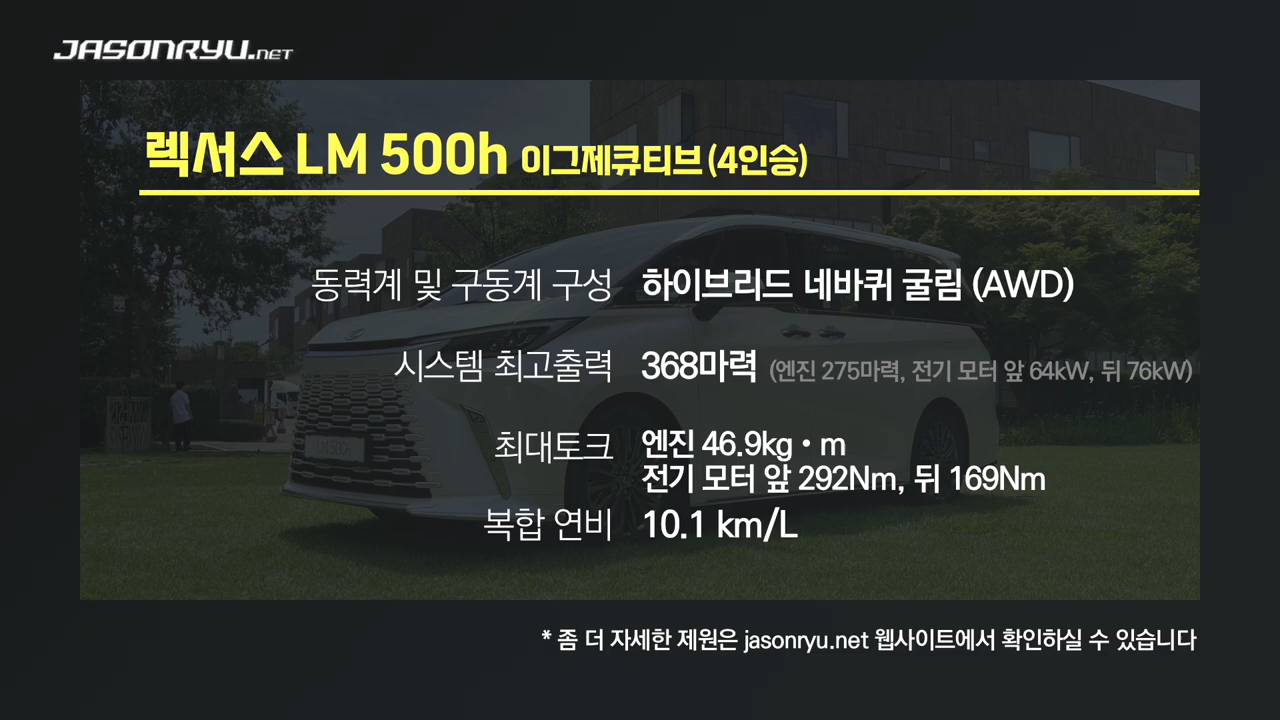 JASONRYU.NET
렉서스 LM 500h 이그제큐티브 (4인승)
동력계 및 구동계 구성 하이브리드 네바퀴 굴림 (AWD)
시스템 최고출력 368마력 (엔진 275마력, 전기 모터 앞 64kW, 뒤 76kW)
최대토크 엔진 46.9kg·m
전기 모터 앞 292Nm, 뒤 169Nm
복합 연비 10.1 km/L
LM 500h
* 좀 더 자세한 제원은 jasonryu.net 웹사이트에서 확인하실 수 있습니다